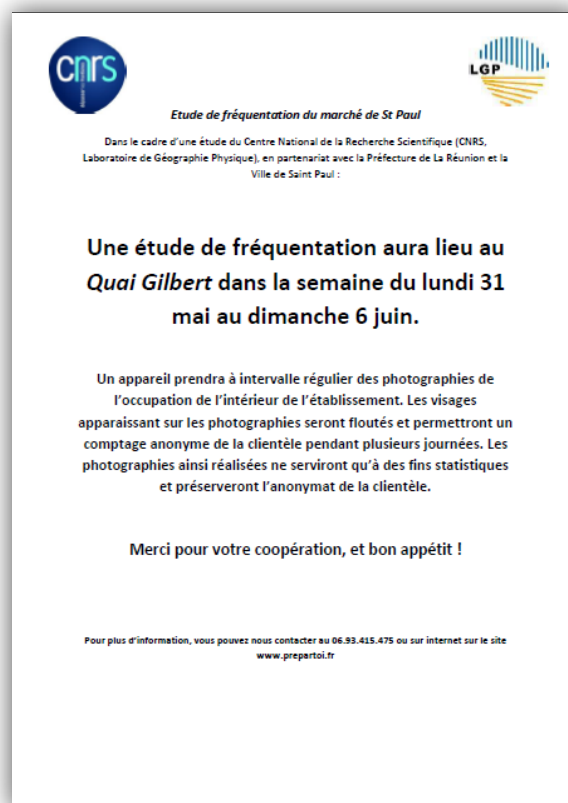 cnrs
LGP
Etude de fréquentation du marché de St Paul
Dans le cadre d'une étude du Centre National de la Recherche Scientifique (CNRS,
Laboratoire de Géographie Physique), en partenariat avec la Préfecture de La Réunion et la
Ville de Saint Paul :
Une étude de fréquentation aura lieu au
Quai Gilbert dans la semaine du lundi 31
mai au dimanche 6 juin.
Un appareil prendra à intervalle régulier des photographies de
l'occupation de l'intérieur de l'établissement. Les visages
apparaissant sur les photographies seront floutés et permettront un
comptage anonyme de la clientèle pendant plusieurs journées. Les
photographies ainsi réalisées ne serviront qu'à des fins statistiques
et préserveront l'anonymat de la clientèle.
Merci pour votre coopération, et bon appétit !
Pour plus d'information, vous pouvez nous contacter au 06.93.415.475 ou sur internet sur le site
www.prepartoi.fr